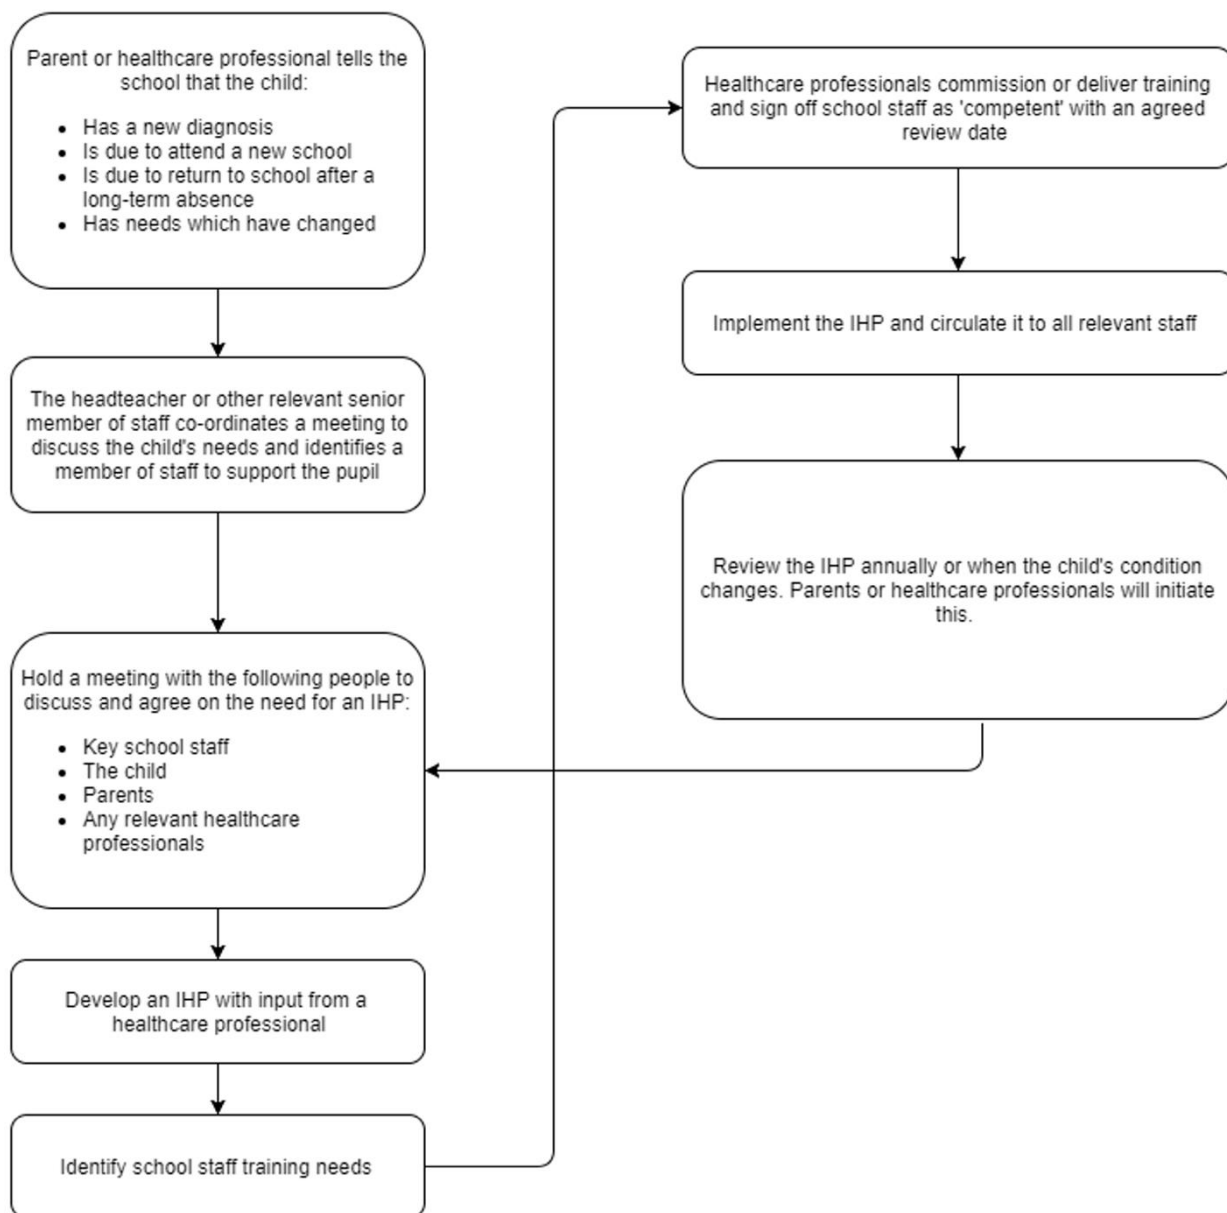 Parent or healthcare professional tells the
school that the child:
• Has a new diagnosis
• Is due to attend a new school
• Is due to return to school after a
long-term absence
• Has needs which have changed
The headteacher or other relevant senior
member of staff co-ordinates a meeting to
discuss the child's needs and identifies a
member of staff to support the pupil
Hold a meeting with the following people to
discuss and agree on the need for an IHP:
• Key school staff
• The child
• Parents
• Any relevant healthcare
professionals
Develop an IHP with input from a
healthcare professional
Identify school staff training needs
Healthcare professionals commission or deliver training
and sign off school staff as 'competent' with an agreed
review date
Implement the IHP and circulate it to all relevant staff
Review the IHP annually or when the child's condition
changes. Parents or healthcare professionals will initiate
this.